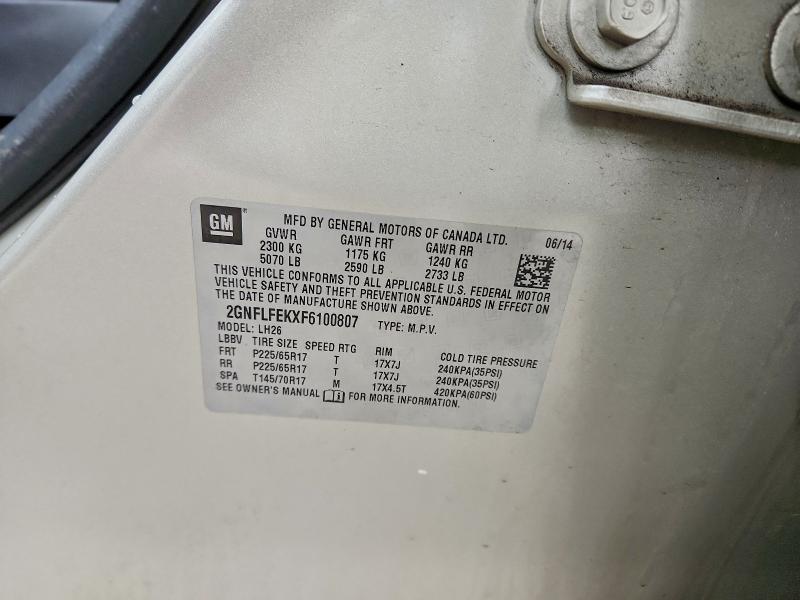 GM ® MFD BY GENERAL MOTORS OF CANADA LTD. 06/14
GVWR GAWR FRT GAWR RR
2300 KG 1175 KG 1240 KG
5070 LB 2590 LB 2733 LB
THIS VEHICLE CONFORMS TO ALL APPLICABLE U.S. FEDERAL MOTOR
VEHICLE SAFETY AND THEFT PREVENTION STANDARDS IN EFFECT ON
THE DATE OF MANUFACTURE SHOWN ABOVE.
2GNFLFEKXF6100807 TYPE: M.P.V.
MODEL: LH26
LBBV TIRE SIZE SPEED RTG RIM COLD TIRE PRESSURE
FRT P225/65R17 T 17X7J 240KPA(35PSI)
RR P225/65R17 T 17X7J 240KPA(35PSI)
SPA T145/70R17 M 17X4.5T 420KPA(60PSI)
SEE OWNER'S MANUAL FOR MORE INFORMATION.